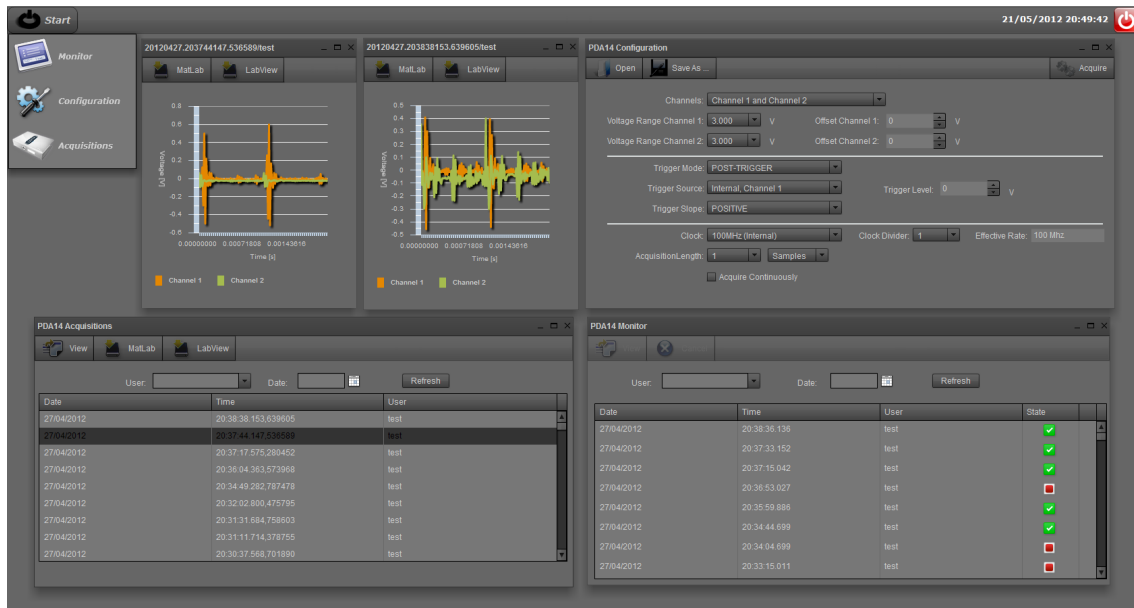 Start
21/05/2012 20:49:42
Monitor
Configuration
Acquisitions
20120427.203744147.536589/test
MatLab LabView
0.8
0.6
0.4
0.2
0
-0.2
-0.4
-0.6
Voltage [V]
0.00000000 0.00071808 0.00143616
Time [s]
Channel 1 Channel 2
20120427.203838153.639605/test
MatLab LabView
0.5
0.4
0.3
0.2
0.1
0
-0.1
-0.2
-0.3
-0.4
-0.5
Voltage [V]
0.00000000 0.00071808 0.00143616
Time [s]
Channel 1 Channel 2
PDA14 Configuration
Open Save As ... Acquire
Channels: Channel 1 and Channel 2
Voltage Range Channel 1: 3.000 V Offset Channel 1: 0 V
Voltage Range Channel 2: 3.000 V Offset Channel 2: 0 V
Trigger Mode: POST-TRIGGER
Trigger Source: Internal, Channel 1 Trigger Level: 0 V
Trigger Slope: POSITIVE
Clock: 100MHz (Internal) Clock Divider: 1 Effective Rate: 100 Mhz
AcquisitionLength: 1 Samples
Acquire Continuously
PDA14 Acquisitions
View MatLab LabView
User: Date: Refresh
Date Time User
27/04/2012 20:38:38.153,639605 test
27/04/2012 20:37:44.147,536589 test
27/04/2012 20:37:17.575,280452 test
27/04/2012 20:36:04.363,573968 test
27/04/2012 20:34:49.282,787478 test
27/04/2012 20:32:02.800,475795 test
27/04/2012 20:31:31.684,758603 test
27/04/2012 20:31:11.714,378755 test
27/04/2012 20:30:37.568,701890 test
PDA14 Monitor
User: Date: Refresh
Date Time User State
27/04/2012 20:38:36.136 test
27/04/2012 20:37:33.152 test
27/04/2012 20:37:15.042 test
27/04/2012 20:36:53.027 test
27/04/2012 20:35:59.886 test
27/04/2012 20:34:44.699 test
27/04/2012 20:34:04.699 test
27/04/2012 20:33:15.011 test